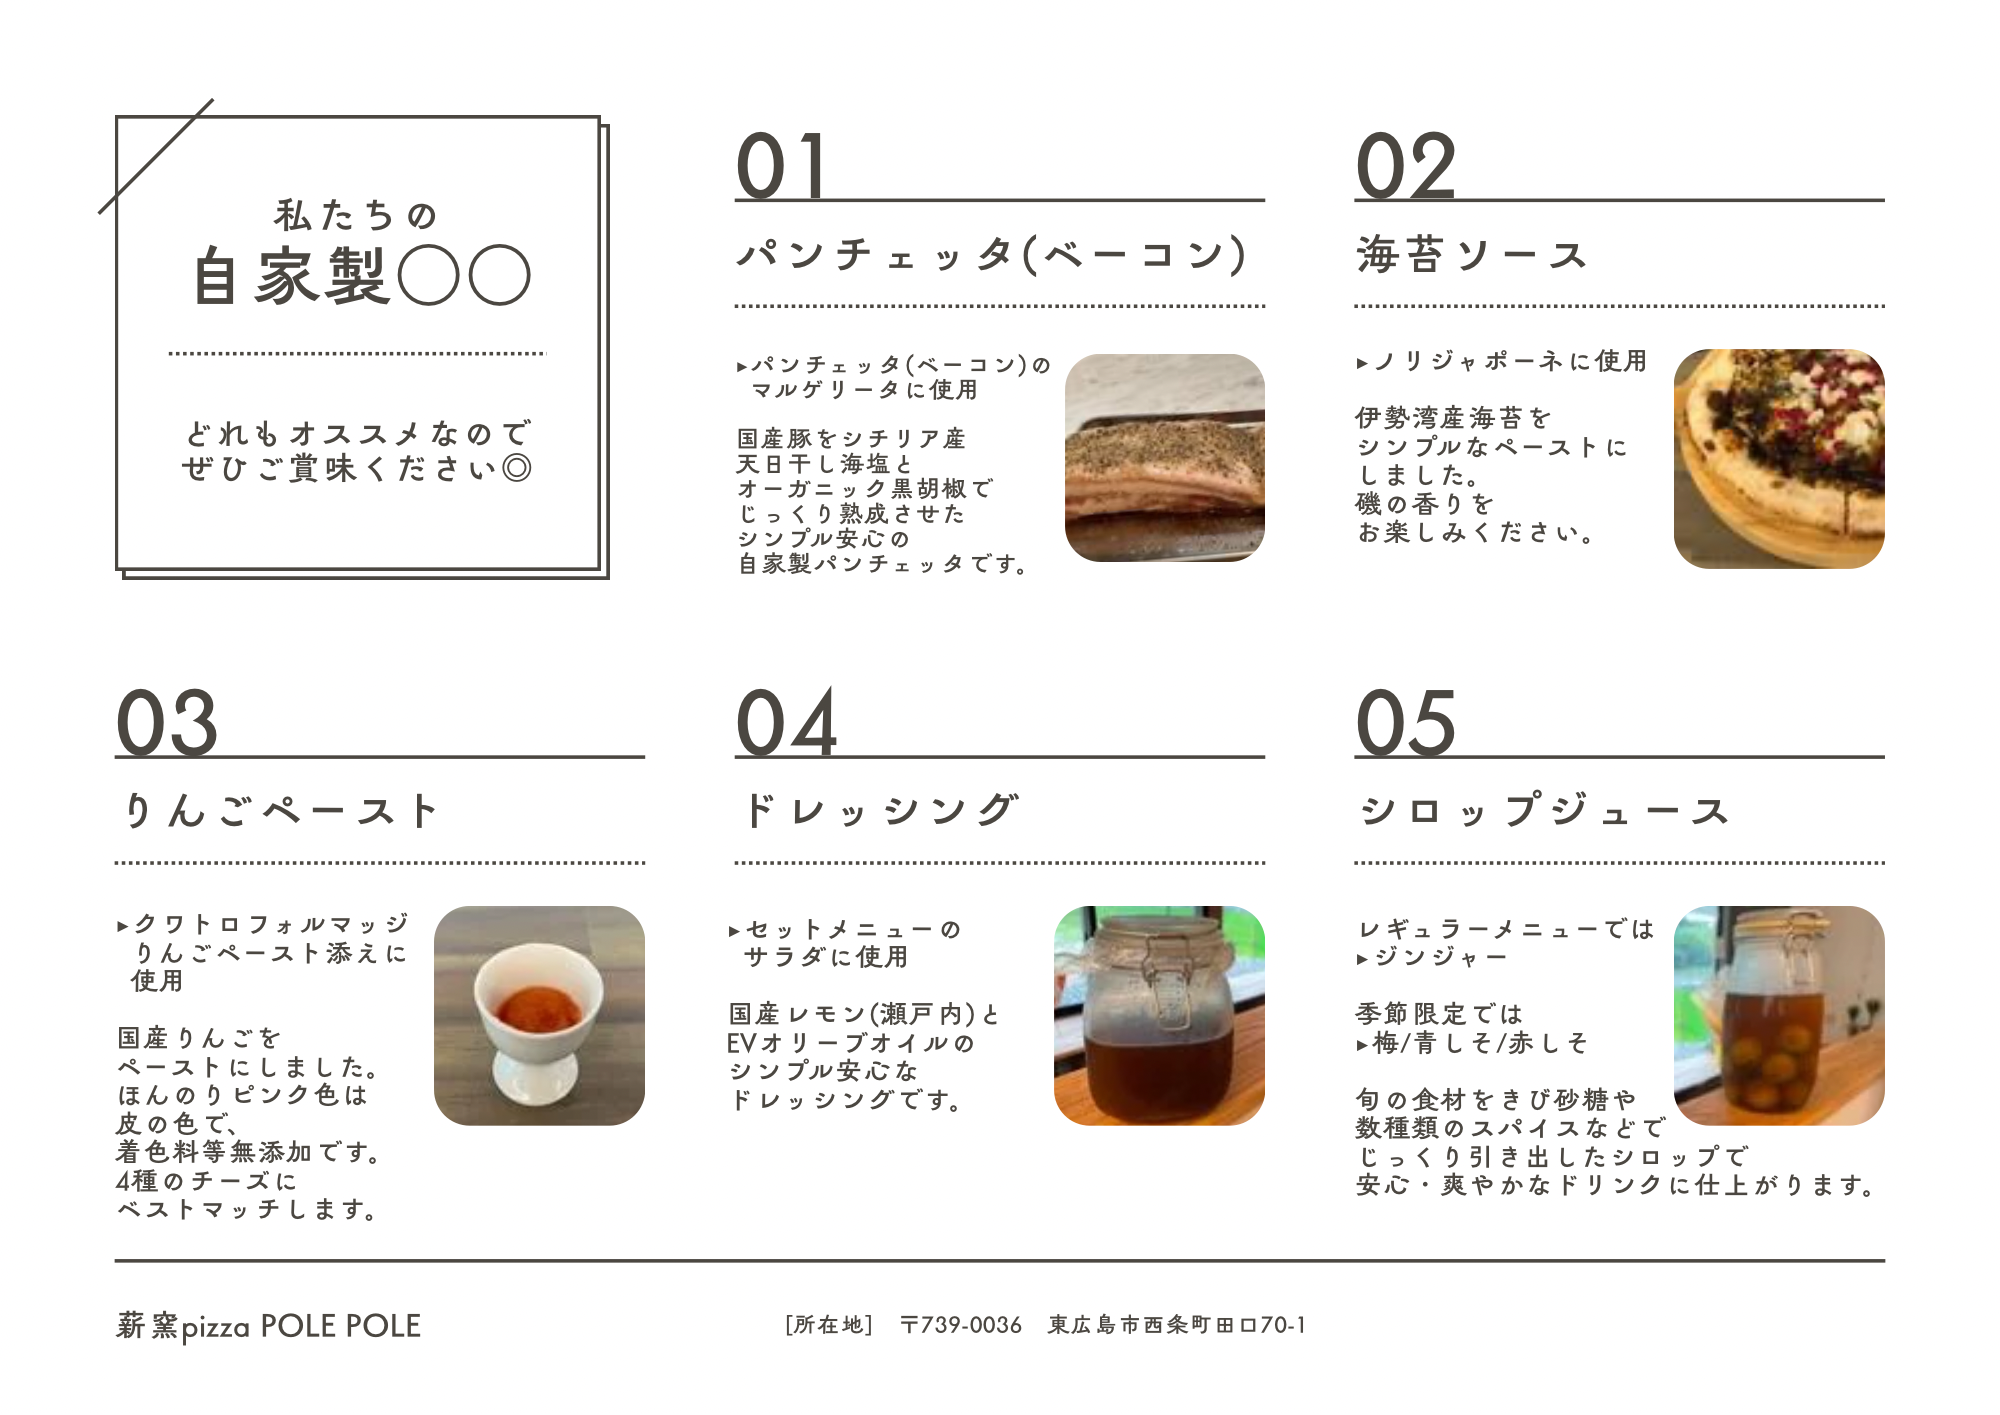 私たちの
自家製〇〇
どれもオススメなので
ぜひご賞味ください◎
01
パンチェッタ(ベーコン)
▸パンチェッタ(ベーコン)の
マルゲリータに使用
国産豚をシチリア産
天日干し海塩と
オーガニック黒胡椒で
じっくり熟成させた
シンプル安心の
自家製パンチェッタです。
02
海苔ソース
▸ノリジャポーネに使用
伊勢湾産海苔を
シンプルなペーストに
しました。
磯の香りを
お楽しみください。
03
りんごペースト
▸クワトロフォルマッジ
りんごペースト添えに
使用
国産りんごを
ペーストにしました。
ほんのりピンク色は
皮の色で、
着色料等無添加です。
4種のチーズに
ベストマッチします。
04
ドレッシング
▸セットメニューの
サラダに使用
国産レモン(瀬戸内)と
EVオリーブオイルの
シンプル安心な
ドレッシングです。
05
シロップジュース
レギュラーメニューでは
▸ジンジャー
季節限定では
▸梅/青しそ/赤しそ
旬の食材をきび砂糖や
数種類のスパイスなどで
じっくり引き出したシロップで
安心・爽やかなドリンクに仕上がります。
薪窯pizza POLE POLE
[所在地] 〒739-0036 東広島市西条町田口70-1